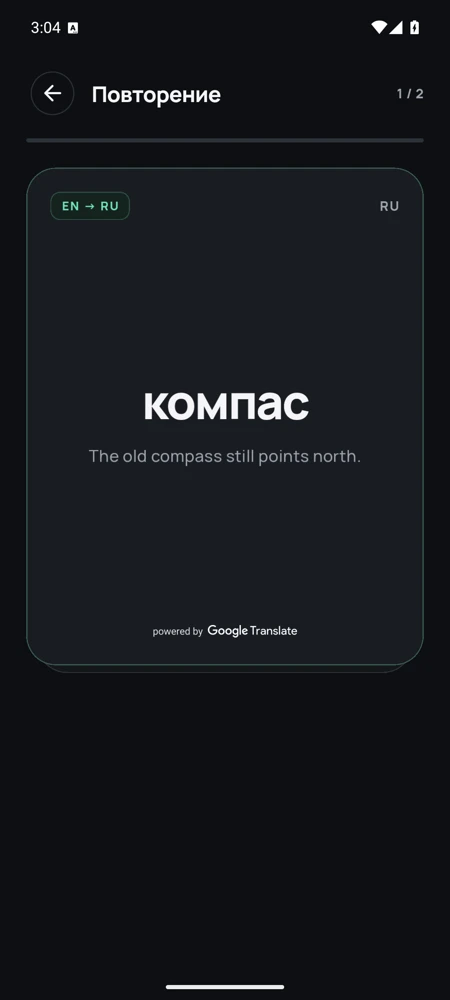 3:04
Повторение
1 / 2
EN → RU
RU
компас
The old compass still points north.
powered by Google Translate